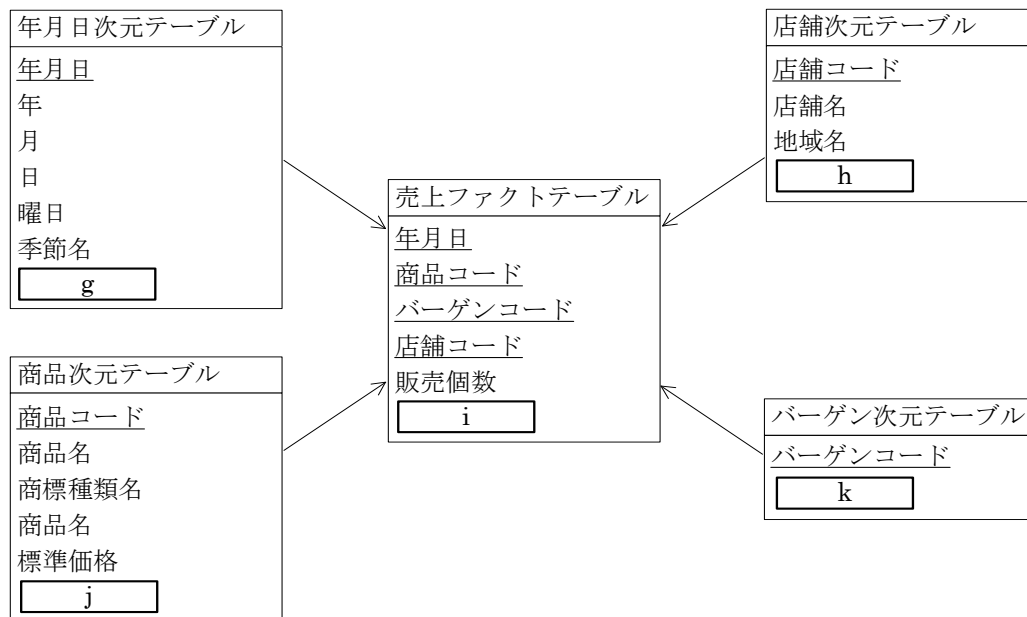 年月日次元テーブル
年月日
年
月
日
曜日
季節名
g
店舗次元テーブル
店舗コード
店舗名
地域名
h
売上ファクトテーブル
年月日
商品コード
バーゲンコード
店舗コード
販売個数
i
商品次元テーブル
商品コード
商品名
商標種類名
商品名
標準価格
j
バーゲン次元テーブル
バーゲンコード
k